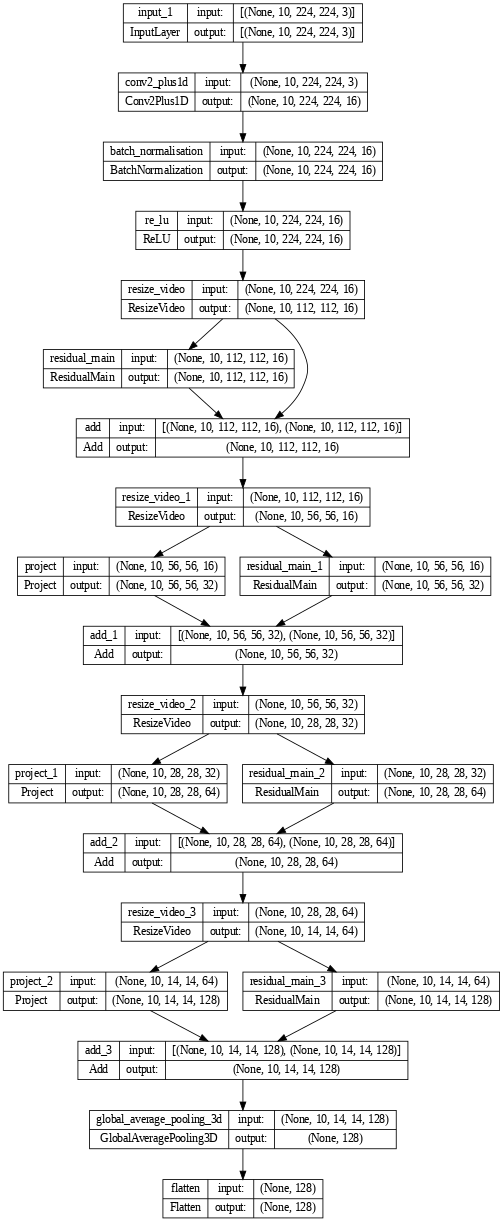 input_1 input: [(None, 10, 224, 224, 3)]
InputLayer output: [(None, 10, 224, 224, 3)]
conv2_plus1d input: (None, 10, 224, 224, 3)
Conv2Plus1D output: (None, 10, 224, 224, 16)
batch_normalisation input: (None, 10, 224, 224, 16)
BatchNormalization output: (None, 10, 224, 224, 16)
re_lu input: (None, 10, 224, 224, 16)
ReLU output: (None, 10, 224, 224, 16)
resize_video input: (None, 10, 224, 224, 16)
ResizeVideo output: (None, 10, 112, 112, 16)
residual_main input: (None, 10, 112, 112, 16)
ResidualMain output: (None, 10, 112, 112, 16)
add input: [(None, 10, 112, 112, 16), (None, 10, 112, 112, 16)]
Add output: (None, 10, 112, 112, 16)
resize_video_1 input: (None, 10, 112, 112, 16)
ResizeVideo output: (None, 10, 56, 56, 16)
project input: (None, 10, 56, 56, 16)
Project output: (None, 10, 56, 56, 32)
residual_main_1 input: (None, 10, 56, 56, 16)
ResidualMain output: (None, 10, 56, 56, 32)
add_1 input: [(None, 10, 56, 56, 32), (None, 10, 56, 56, 32)]
Add output: (None, 10, 56, 56, 32)
resize_video_2 input: (None, 10, 56, 56, 32)
ResizeVideo output: (None, 10, 28, 28, 32)
project_1 input: (None, 10, 28, 28, 32)
Project output: (None, 10, 28, 28, 64)
residual_main_2 input: (None, 10, 28, 28, 32)
ResidualMain output: (None, 10, 28, 28, 64)
add_2 input: [(None, 10, 28, 28, 64), (None, 10, 28, 28, 64)]
Add output: (None, 10, 28, 28, 64)
resize_video_3 input: (None, 10, 28, 28, 64)
ResizeVideo output: (None, 10, 14, 14, 64)
project_2 input: (None, 10, 14, 14, 64)
Project output: (None, 10, 14, 14, 128)
residual_main_3 input: (None, 10, 14, 14, 64)
ResidualMain output: (None, 10, 14, 14, 128)
add_3 input: [(None, 10, 14, 14, 128), (None, 10, 14, 14, 128)]
Add output: (None, 10, 14, 14, 128)
global_average_pooling_3d input: (None, 10, 14, 14, 128)
GlobalAveragePooling3D output: (None, 128)
flatten input: (None, 128)
Flatten output: (None, 128)